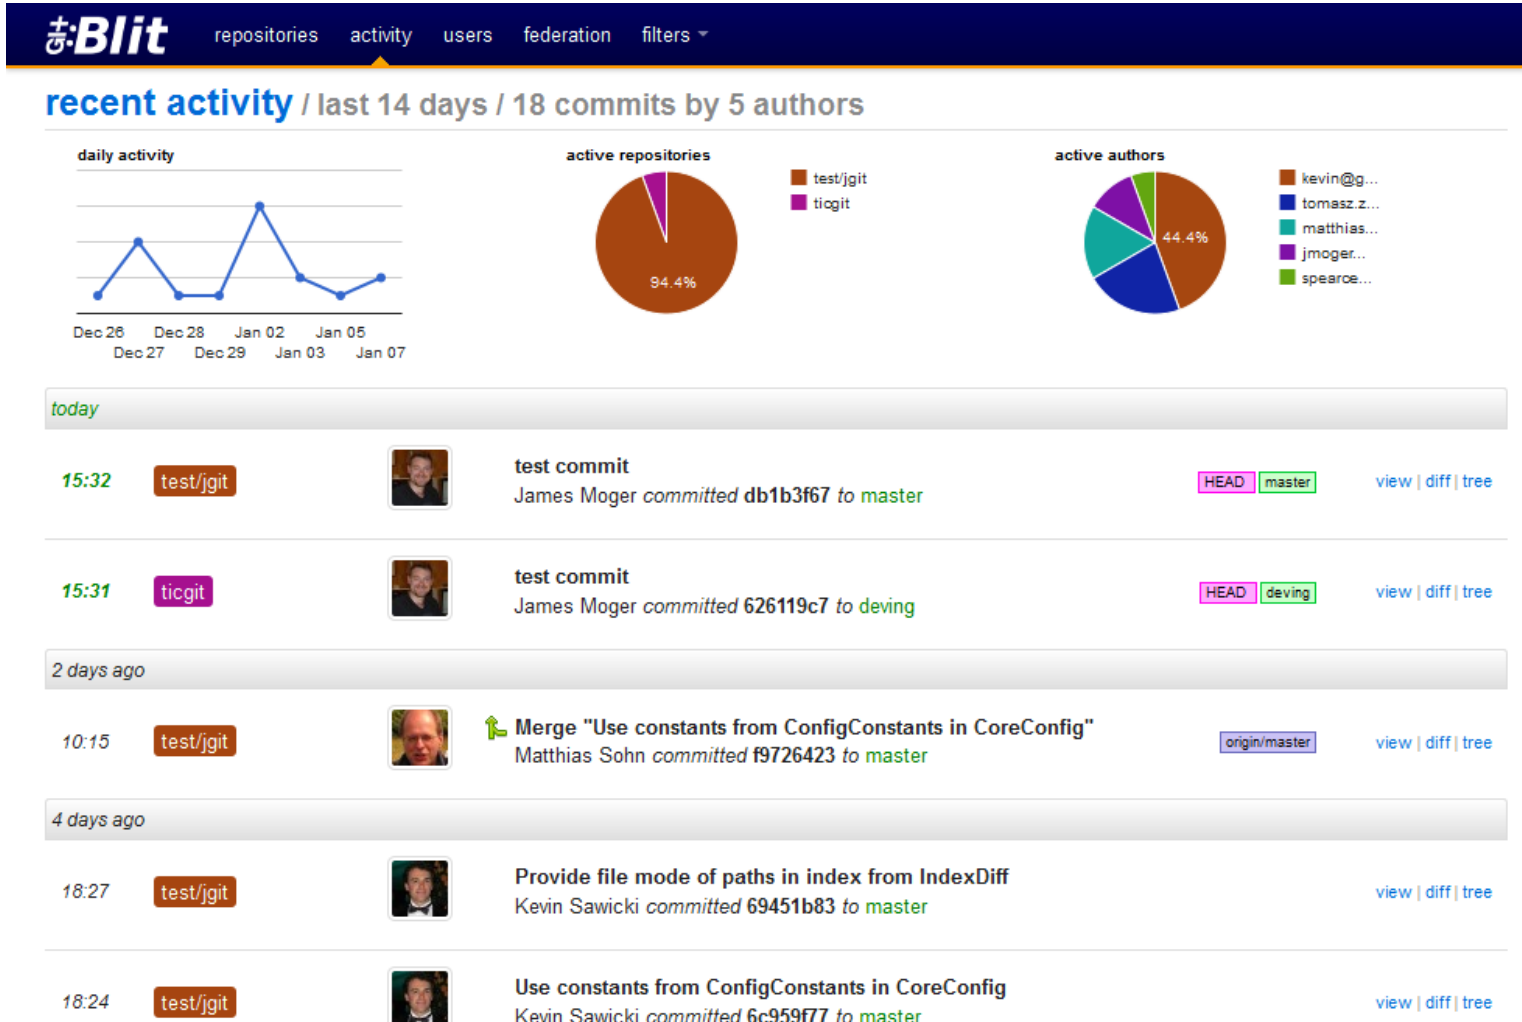 git:Blit repositories activity users federation filters
recent activity / last 14 days / 18 commits by 5 authors
daily activity
Dec 26 Dec 28 Jan 02 Jan 05
Dec 27 Dec 29 Jan 03 Jan 07
active repositories
94.4%
test/jgit
ticgit
active authors
44.4%
kevin@g...
tomasz.z...
matthias...
jmoger...
spearce...
today
15:32 test/jgit
test commit
James Moger committed db1b3f67 to master
HEAD master view | diff | tree
15:31 ticgit
test commit
James Moger committed 626119c7 to deving
HEAD deving view | diff | tree
2 days ago
10:15 test/jgit
Merge "Use constants from ConfigConstants in CoreConfig"
Matthias Sohn committed f9726423 to master
origin/master view | diff | tree
4 days ago
18:27 test/jgit
Provide file mode of paths in index from IndexDiff
Kevin Sawicki committed 69451b83 to master
view | diff | tree
18:24 test/jgit
Use constants from ConfigConstants in CoreConfig
Kevin Sawicki committed 6c959f77 to master
view | diff | tree